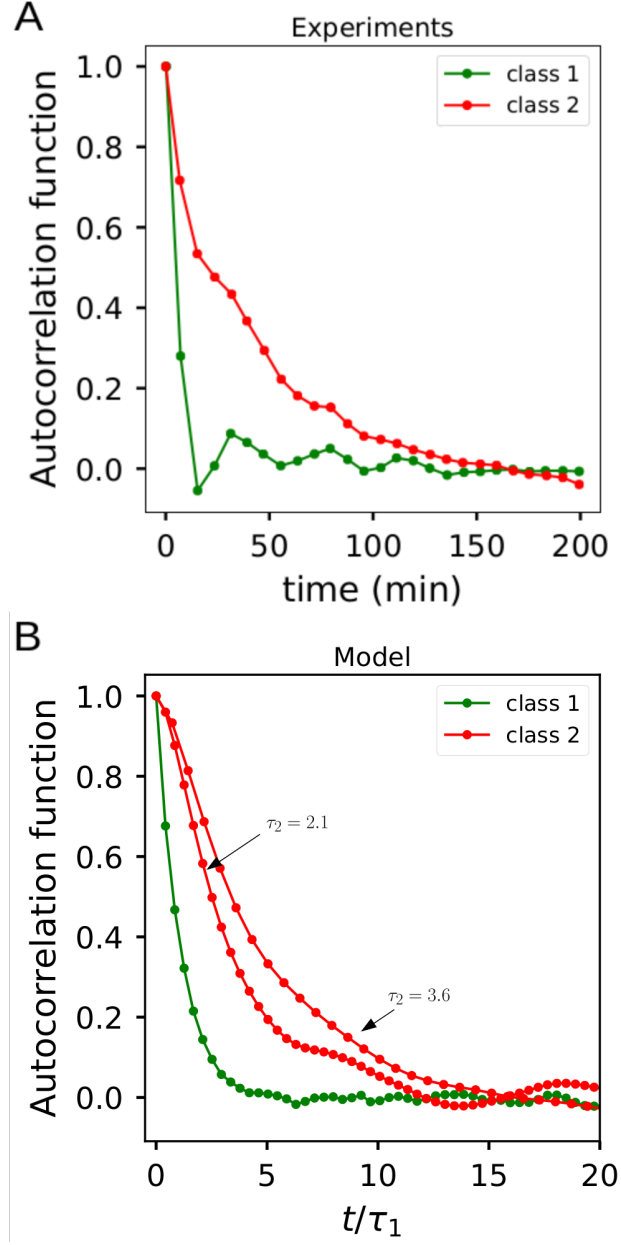 A
Experiments
class 1
class 2
1.0
0.8
0.6
0.4
0.2
0.0
Autocorrelation function
0 50 100 150 200
time (min)
B
Model
class 1
class 2
1.0
0.8
0.6
0.4
0.2
0.0
Autocorrelation function
τ₂ = 2.1
τ₂ = 3.6
0 5 10 15 20
t/τ₁